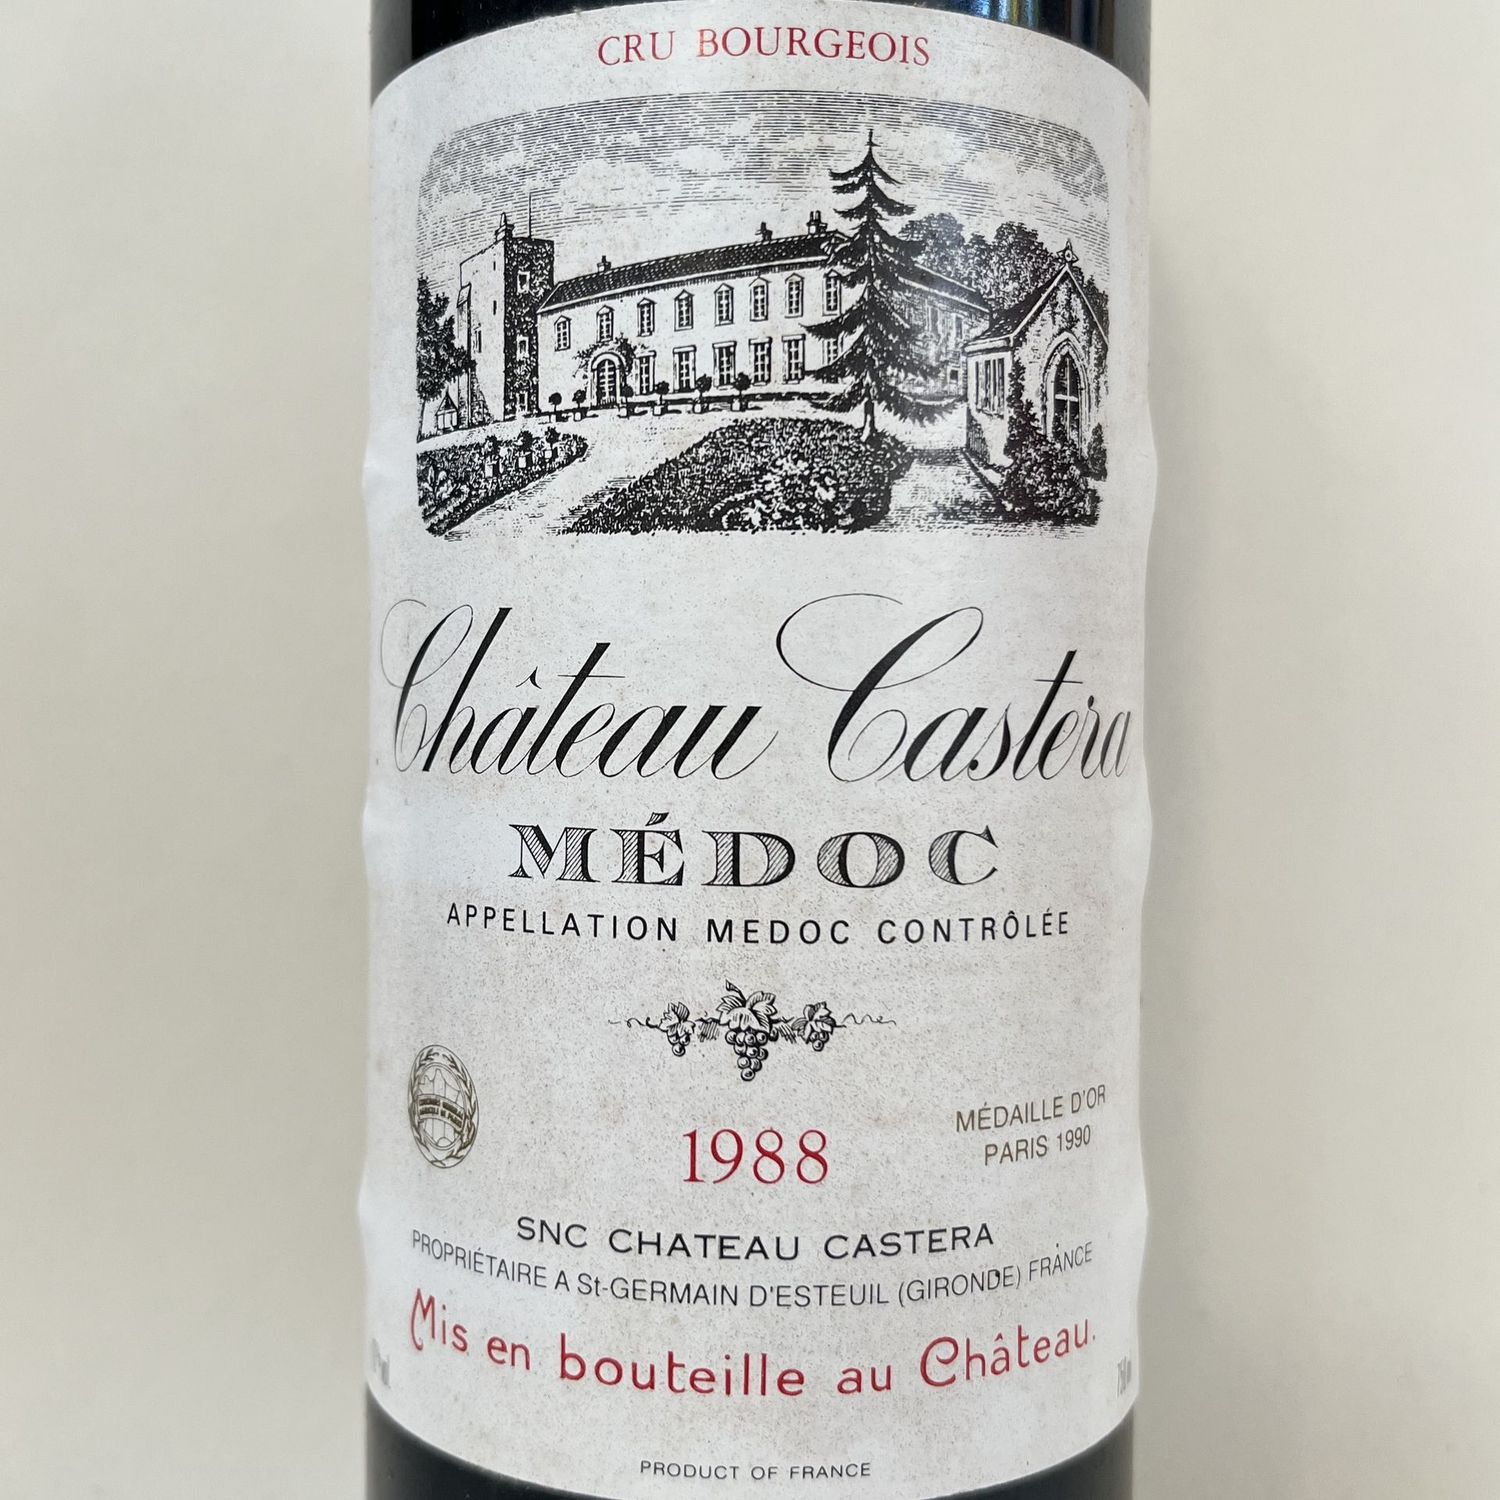 CRU BOURGEOIS
Château Castera
MÉDOC
APPELLATION MEDOC CONTRÔLÉE
MÉDAILLE D'OR
PARIS 1990
1988
SNC CHATEAU CASTERA
PROPRIÉTAIRE A St-GERMAIN D'ESTEUIL (GIRONDE) FRANCE
Mis en bouteille au Château.
PRODUCT OF FRANCE